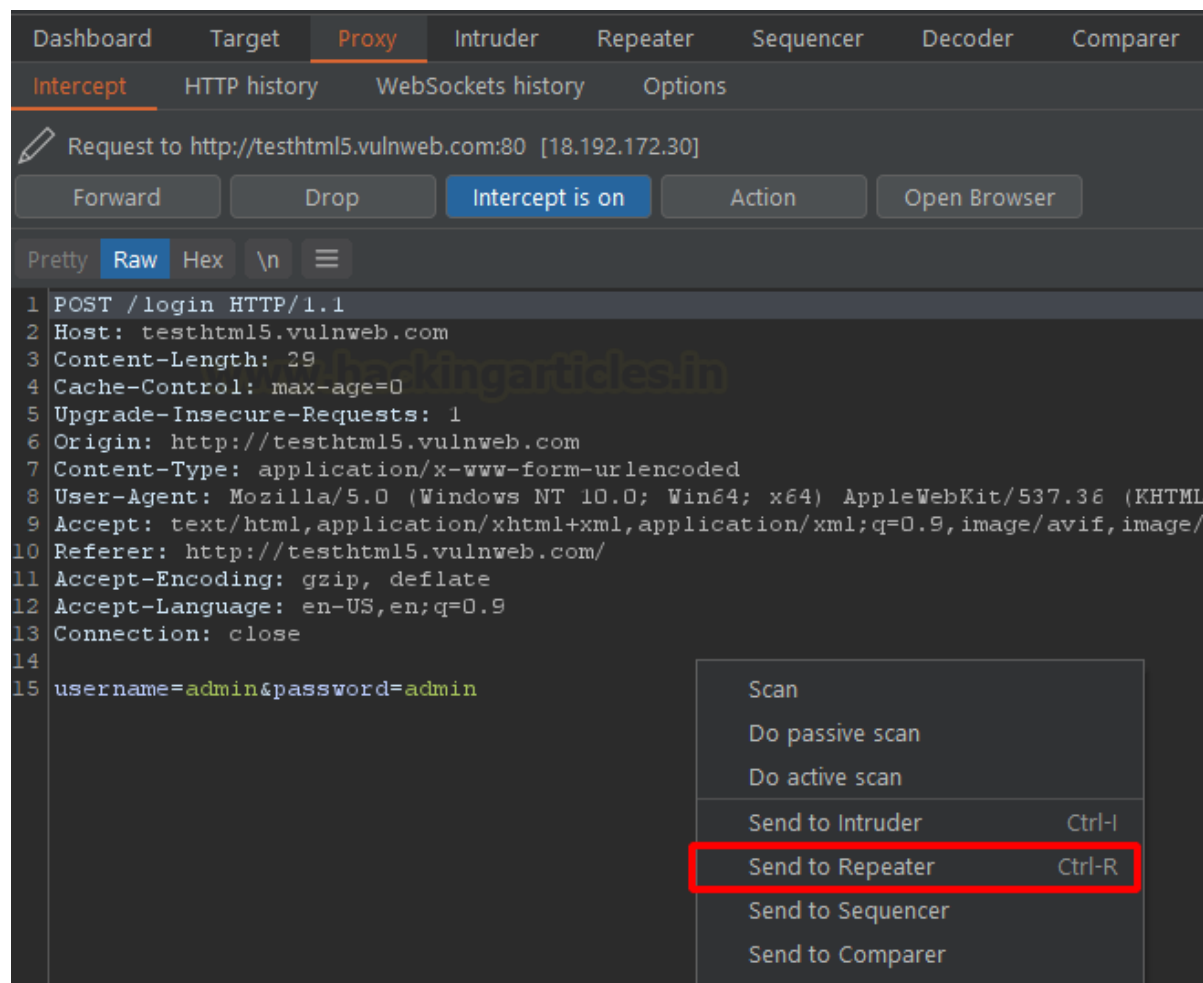 Dashboard Target Proxy Intruder Repeater Sequencer Decoder Comparer
Intercept HTTP history WebSockets history Options
Request to http://testhtml5.vulnweb.com:80 [18.192.172.30]
Forward Drop Intercept is on Action Open Browser
Pretty Raw Hex \n
1 POST /login HTTP/1.1
2 Host: testhtml5.vulnweb.com
3 Content-Length: 29
www.hackingarticles.in
4 Cache-Control: max-age=0
5 Upgrade-Insecure-Requests: 1
6 Origin: http://testhtml5.vulnweb.com
7 Content-Type: application/x-www-form-urlencoded
8 User-Agent: Mozilla/5.0 (Windows NT 10.0; Win64; x64) AppleWebKit/537.36 (KHTML
9 Accept: text/html,application/xhtml+xml,application/xml;q=0.9,image/avif,image/
10 Referer: http://testhtml5.vulnweb.com/
11 Accept-Encoding: gzip, deflate
12 Accept-Language: en-US,en;q=0.9
13 Connection: close
14
15 username=admin&password=admin
Scan
Do passive scan
Do active scan
Send to Intruder Ctrl-I
Send to Repeater Ctrl-R
Send to Sequencer
Send to Comparer